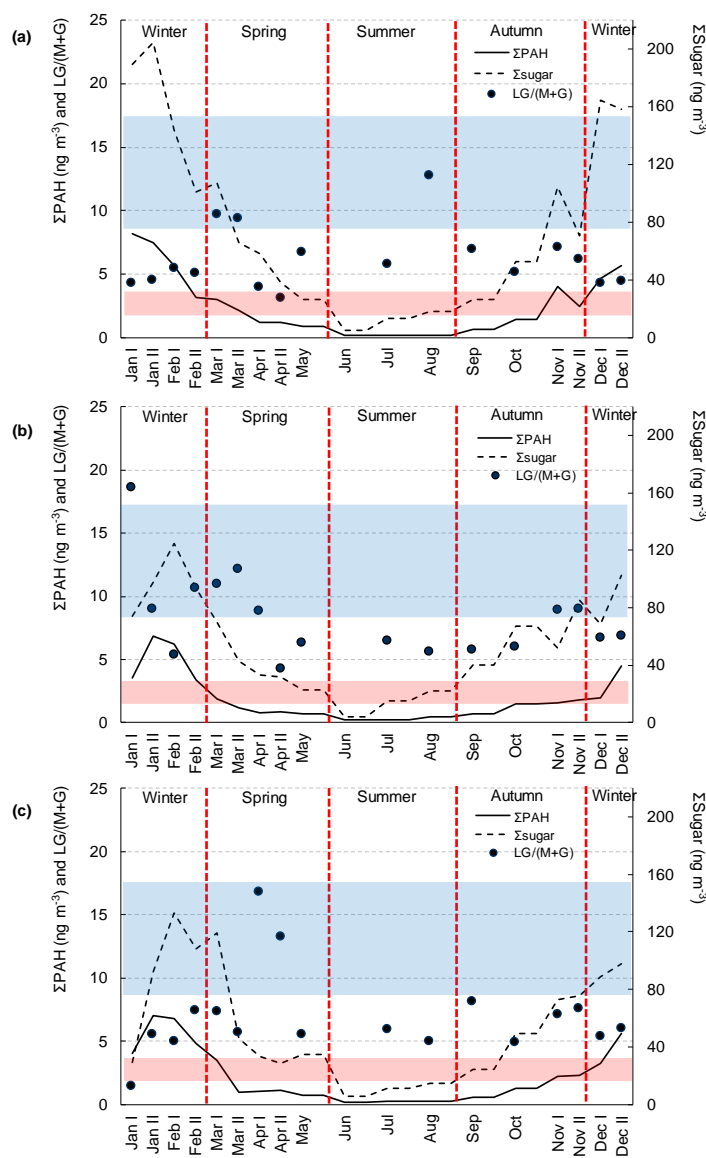 (a)
ΣPAH (ng m-3) and LG/(M+G)
ΣSugar (ng m-3)
Winter Spring Summer Autumn Winter
ΣPAH
Σsugar
LG/(M+G)
25
20
15
10
5
0
200
160
120
80
40
0
Jan I
Jan II
Feb I
Feb II
Mar I
Mar II
Apr I
Apr II
May
Jun
Jul
Aug
Sep
Oct
Nov I
Nov II
Dec I
Dec II
(b)
ΣPAH (ng m-3) and LG/(M+G)
ΣSugar (ng m-3)
Winter Spring Summer Autumn Winter
ΣPAH
Σsugar
LG/(M+G)
25
20
15
10
5
0
200
160
120
80
40
0
Jan I
Jan II
Feb I
Feb II
Mar I
Mar II
Apr I
Apr II
May
Jun
Jul
Aug
Sep
Oct
Nov I
Nov II
Dec I
Dec II
(c)
ΣPAH (ng m-3) and LG/(M+G)
ΣSugar (ng m-3)
Winter Spring Summer Autumn Winter
ΣPAH
Σsugar
LG/(M+G)
25
20
15
10
5
0
200
160
120
80
40
0
Jan I
Jan II
Feb I
Feb II
Mar I
Mar II
Apr I
Apr II
May
Jun
Jul
Aug
Sep
Oct
Nov I
Nov II
Dec I
Dec II